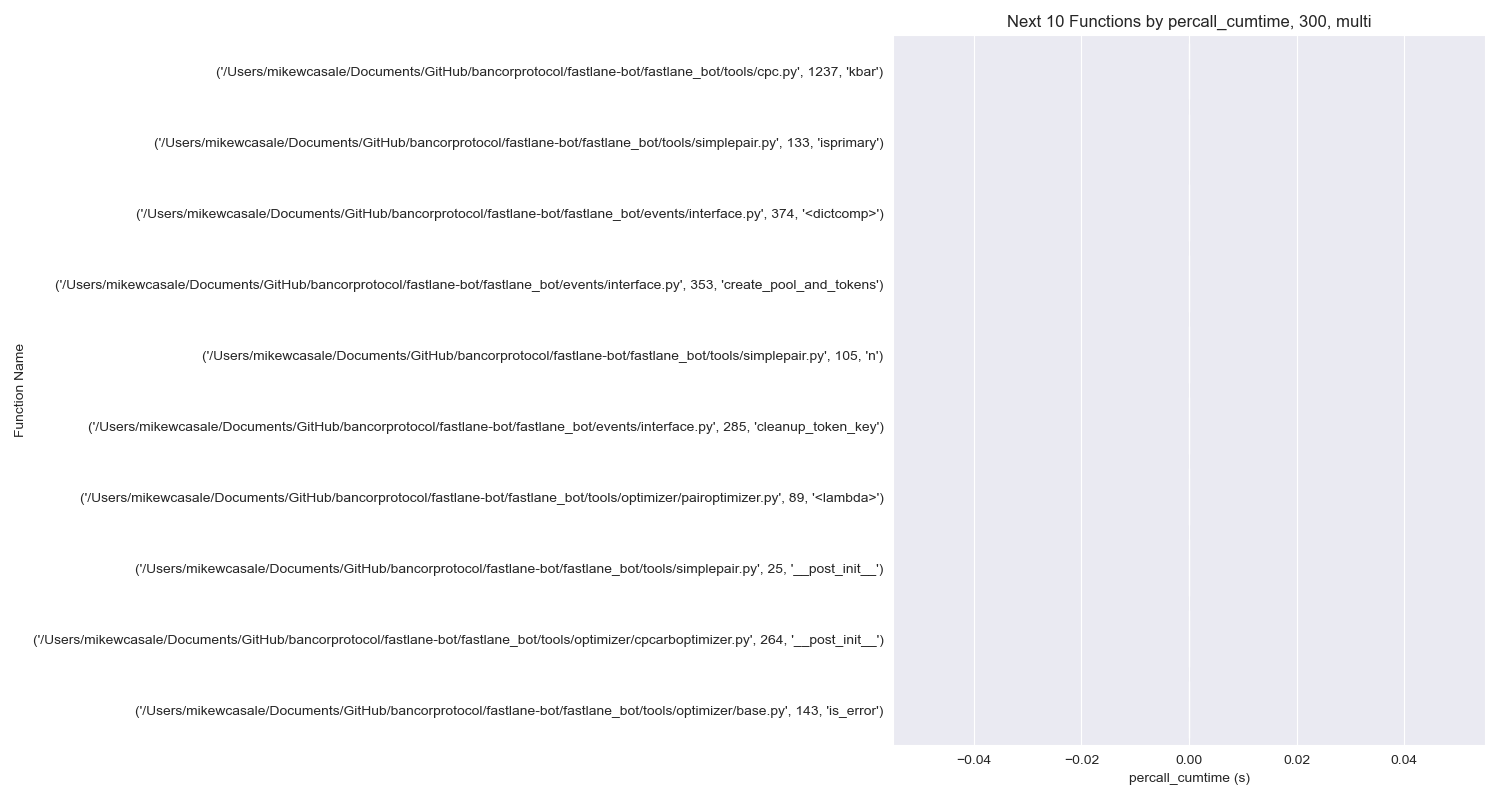 Next 10 Functions by percall_cumtime, 300, multi
('/Users/mikewcasale/Documents/GitHub/bancorprotocol/fastlane-bot/fastlane_bot/tools/cpc.py', 1237, 'kbar')
('/Users/mikewcasale/Documents/GitHub/bancorprotocol/fastlane-bot/fastlane_bot/tools/simplepair.py', 133, 'isprimary')
('/Users/mikewcasale/Documents/GitHub/bancorprotocol/fastlane-bot/fastlane_bot/events/interface.py', 374, '<dictcomp>')
('/Users/mikewcasale/Documents/GitHub/bancorprotocol/fastlane-bot/fastlane_bot/events/interface.py', 353, 'create_pool_and_tokens')
('/Users/mikewcasale/Documents/GitHub/bancorprotocol/fastlane-bot/fastlane_bot/tools/simplepair.py', 105, 'n')
('/Users/mikewcasale/Documents/GitHub/bancorprotocol/fastlane-bot/fastlane_bot/events/interface.py', 285, 'cleanup_token_key')
('/Users/mikewcasale/Documents/GitHub/bancorprotocol/fastlane-bot/fastlane_bot/tools/optimizer/pairoptimizer.py', 89, '<lambda>')
('/Users/mikewcasale/Documents/GitHub/bancorprotocol/fastlane-bot/fastlane_bot/tools/simplepair.py', 25, '__post_init__')
('/Users/mikewcasale/Documents/GitHub/bancorprotocol/fastlane-bot/fastlane_bot/tools/optimizer/cpcarboptimizer.py', 264, '__post_init__')
('/Users/mikewcasale/Documents/GitHub/bancorprotocol/fastlane-bot/fastlane_bot/tools/optimizer/base.py', 143, 'is_error')
Function Name
−0.04 −0.02 0.00 0.02 0.04
percall_cumtime (s)